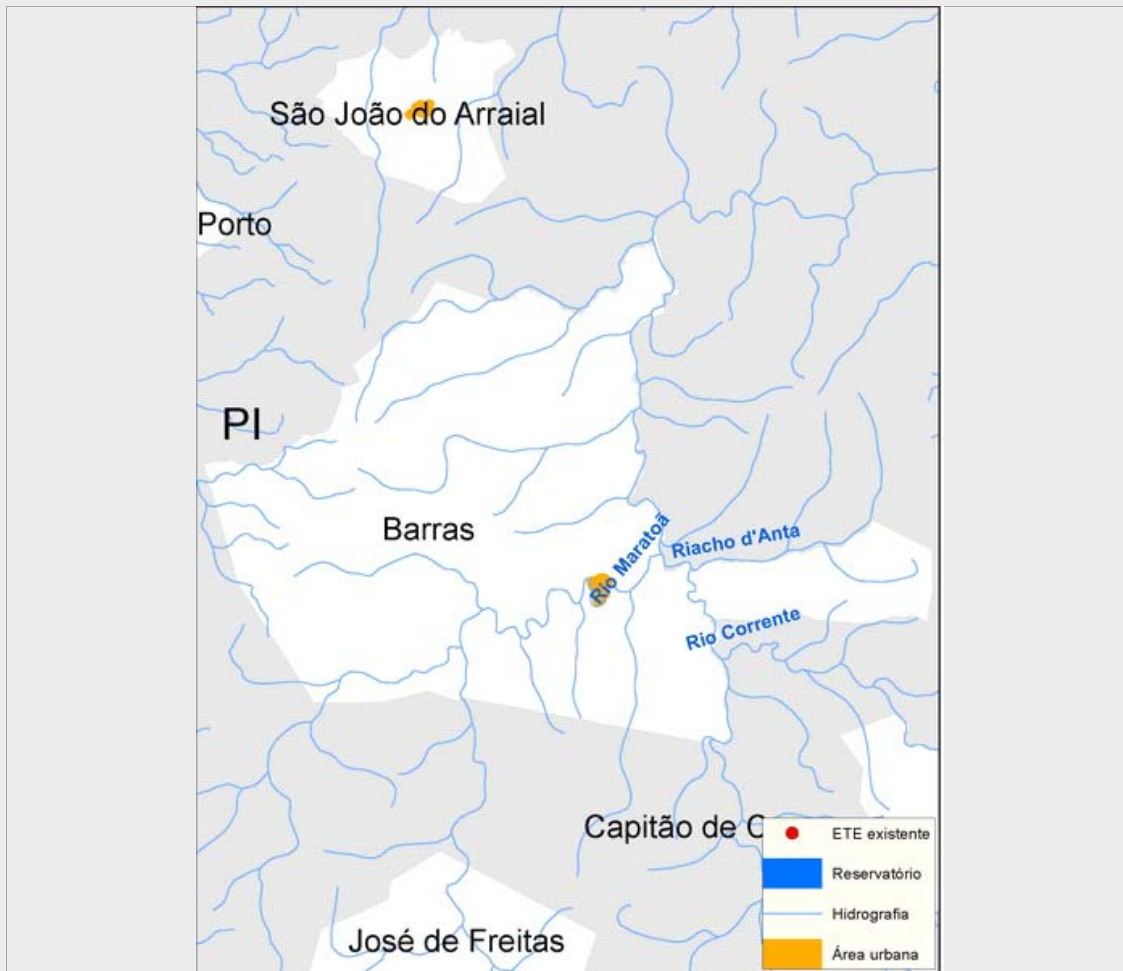 São João do Arraial
Porto
PI
Barras
Rio Maratoã
Riacho d'Anta
Rio Corrente
Capitão de C
José de Freitas
ETE existente
Reservatório
Hidrografia
Área urbana